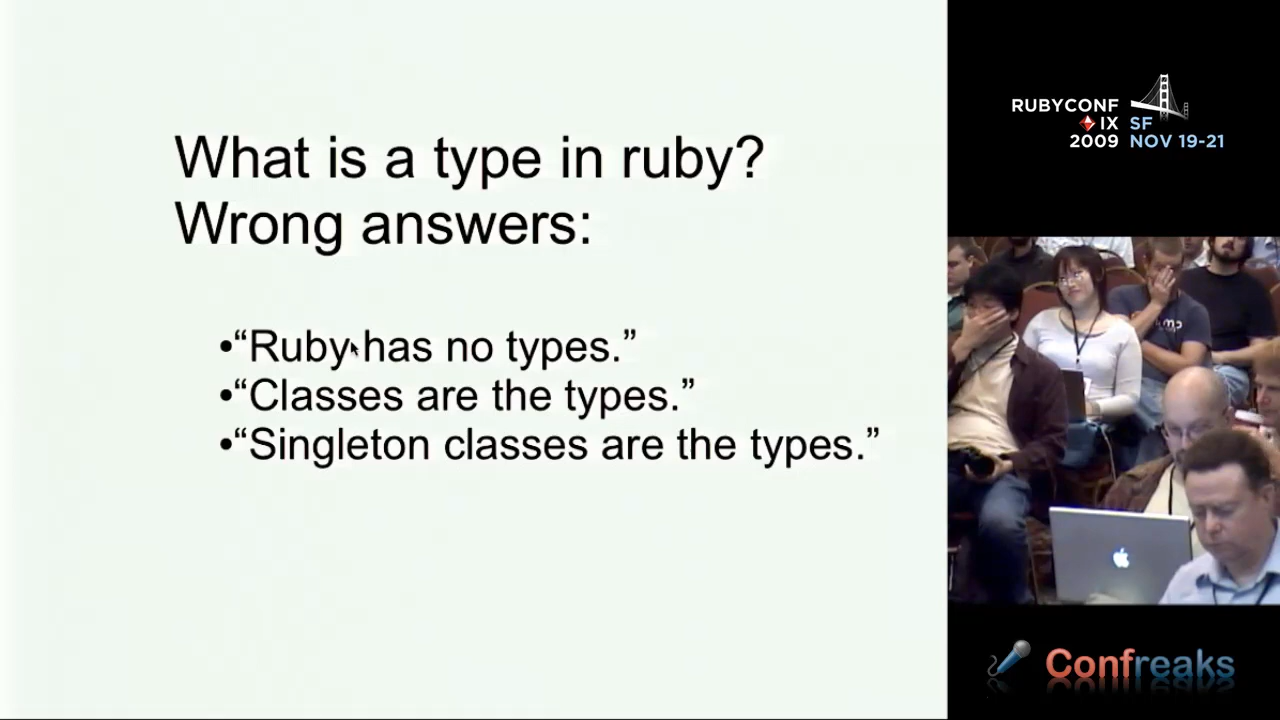 What is a type in ruby?
Wrong answers:
•“Ruby has no types.”
•“Classes are the types.”
•“Singleton classes are the types.”
RUBYCONF
IX SF
2009 NOV 19-21
Confreaks